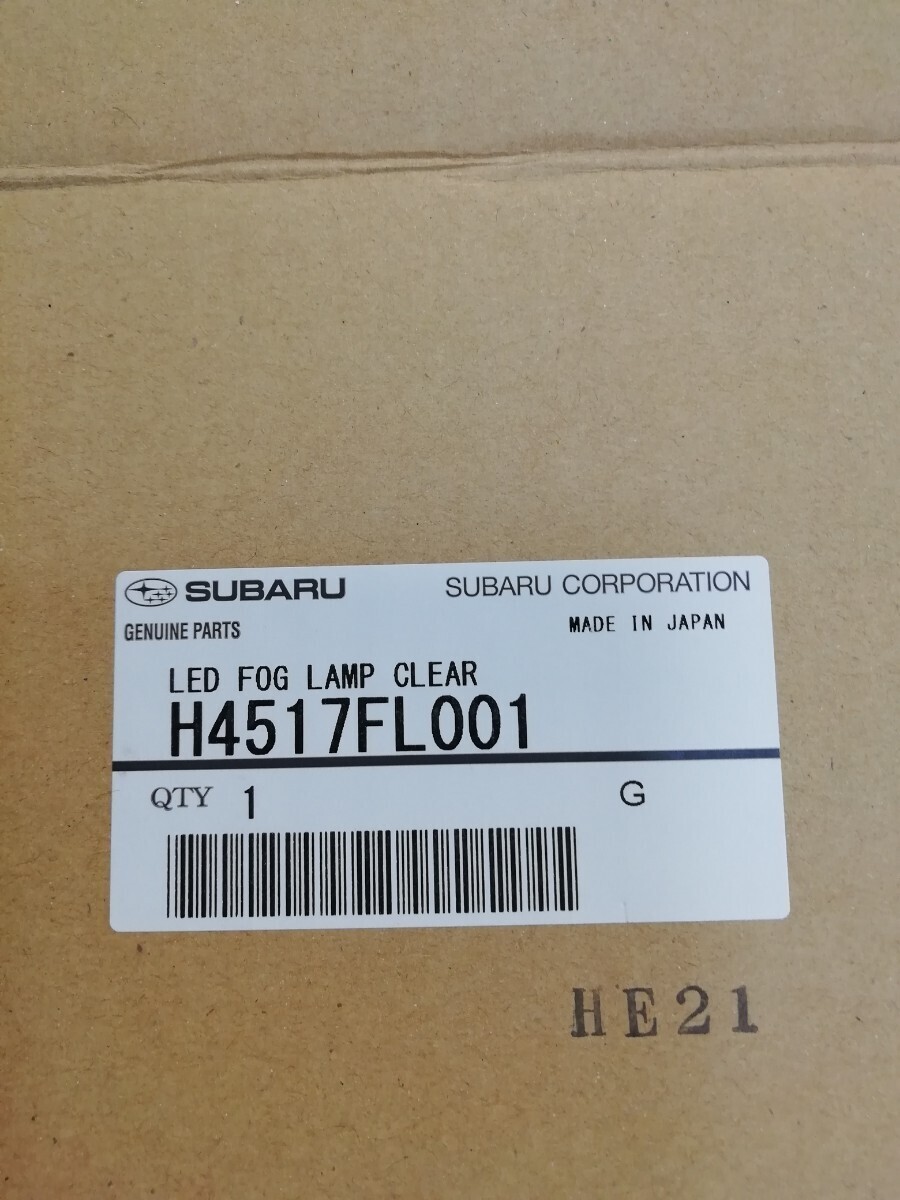 SUBARU SUBARU CORPORATION
GENUINE PARTS MADE IN JAPAN
LED FOG LAMP CLEAR
H4517FL001
QTY 1 G
HE21